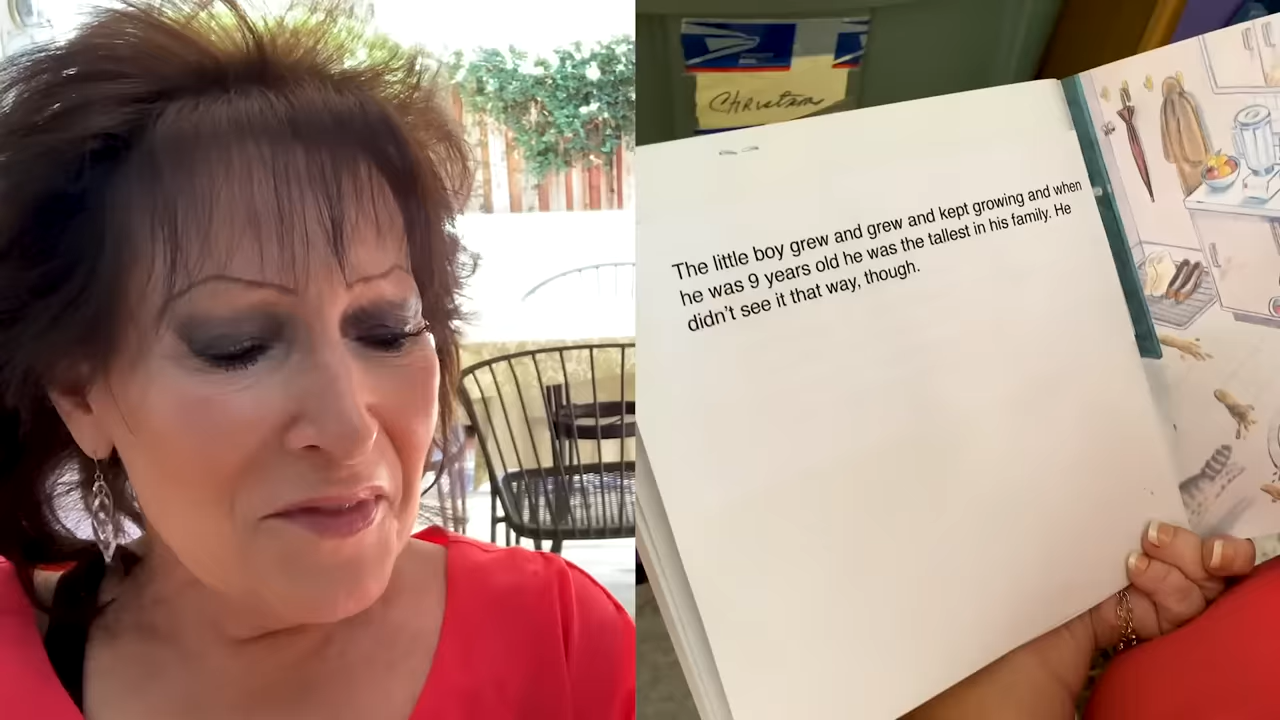 Christmas
The little boy grew and grew and kept growing and when
he was 9 years old he was the tallest in his family. He
didn't see it that way, though.